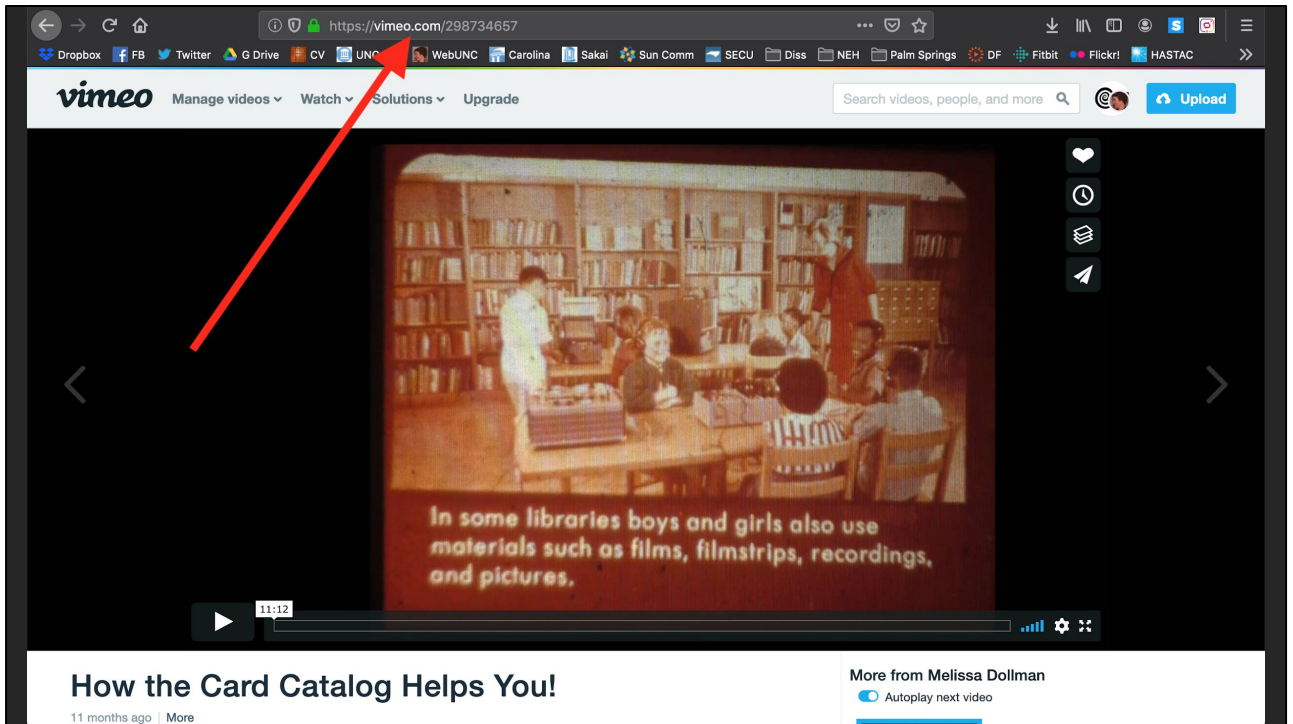 https://vimeo.com/298734657
Dropbox FB Twitter G Drive CV WebUNC Carolina Sakai Sun Comm SECU Diss NEH Palm Springs DF Fitbit Flickr! HASTAC
vimeo Manage videos Watch Solutions Upgrade Search videos, people, and more Upload
In some libraries boys and girls also use
materials such as films, filmstrips, recordings,
and pictures.
11:12
How the Card Catalog Helps You!
11 months ago | More
More from Melissa Dollman
Autoplay next video